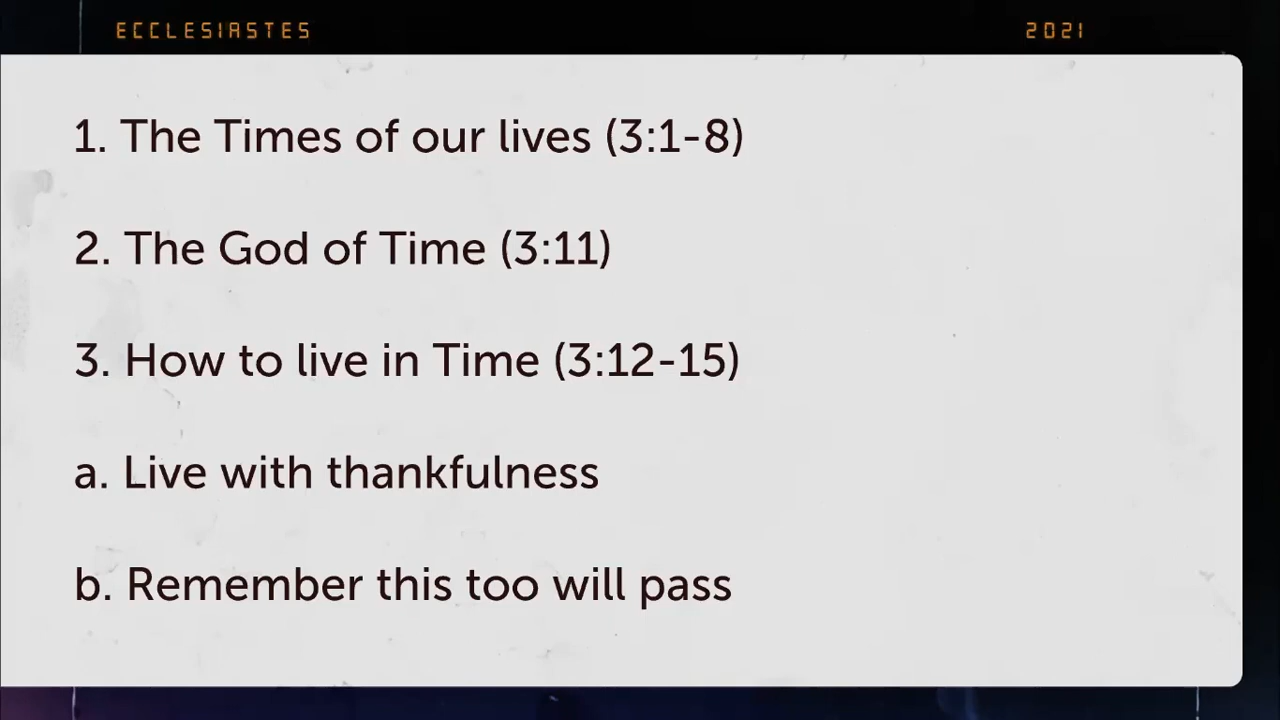 ECCLESIASTES 2021
1. The Times of our lives (3:1-8)
2. The God of Time (3:11)
3. How to live in Time (3:12-15)
a. Live with thankfulness
b. Remember this too will pass